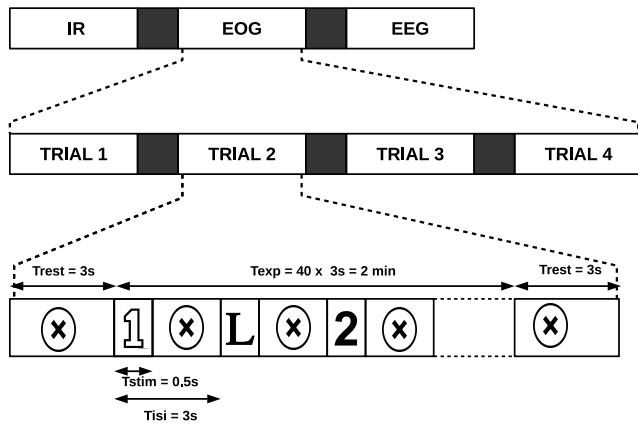 IR EOG EEG
TRIAL 1 TRIAL 2 TRIAL 3 TRIAL 4
Trest = 3s Texp = 40 x 3s = 2 min Trest = 3s
1 L 2
Tstim = 0.5s
Tisi = 3s